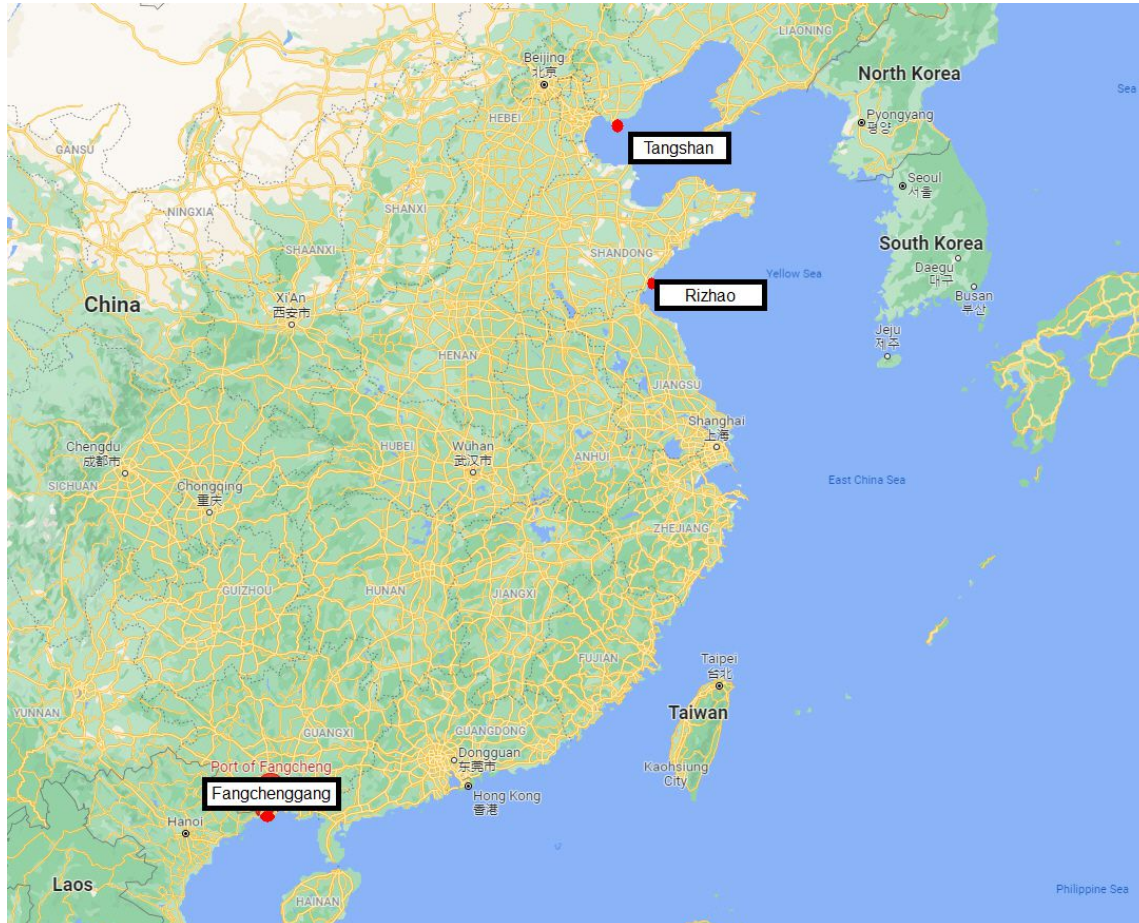 LIAONING
Beijing
北京
North Korea
Sea
HEBEI
Pyongyang
평양
Tangshan
GANSU
Seoul
서울
NINGXIA
SHANXI
SHAANXI
SHANDONG
South Korea
Daegu
대구
Yellow Sea
Rizhao
Busan
부산
China
Xi'An
西安市
Jeju
제주
HENAN
JIANGSU
Shanghai
上海
Chengdu
成都市
HUBEI
Wuhan
武汉市
ANHUI
SICHUAN
Chongqing
重庆
East China Sea
ZHEJIANG
GUIZHOU
HUNAN
JIANGXI
FUJIAN
Taipei
台北
Taiwan
YUNNAN
GUANGXI
GUANGDONG
Dongguan
东莞市
Port of Fangcheng
Kaohsiung
City
Fangchenggang
Hong Kong
香港
Hanoi
Laos
HAINAN
Philippine Sea